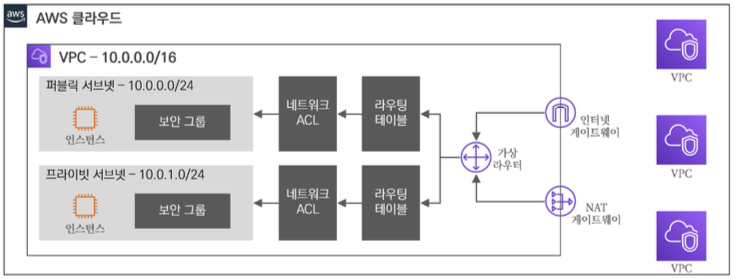 aws
AWS 클라우드
VPC – 10.0.0.0/16
퍼블릭 서브넷 – 10.0.0.0/24
인스턴스
보안 그룹
네트워크
ACL
라우팅
테이블
프라이빗 서브넷 – 10.0.1.0/24
인스턴스
보안 그룹
네트워크
ACL
라우팅
테이블
가상
라우터
인터넷
게이트웨이
NAT
게이트웨이
VPC
VPC
VPC